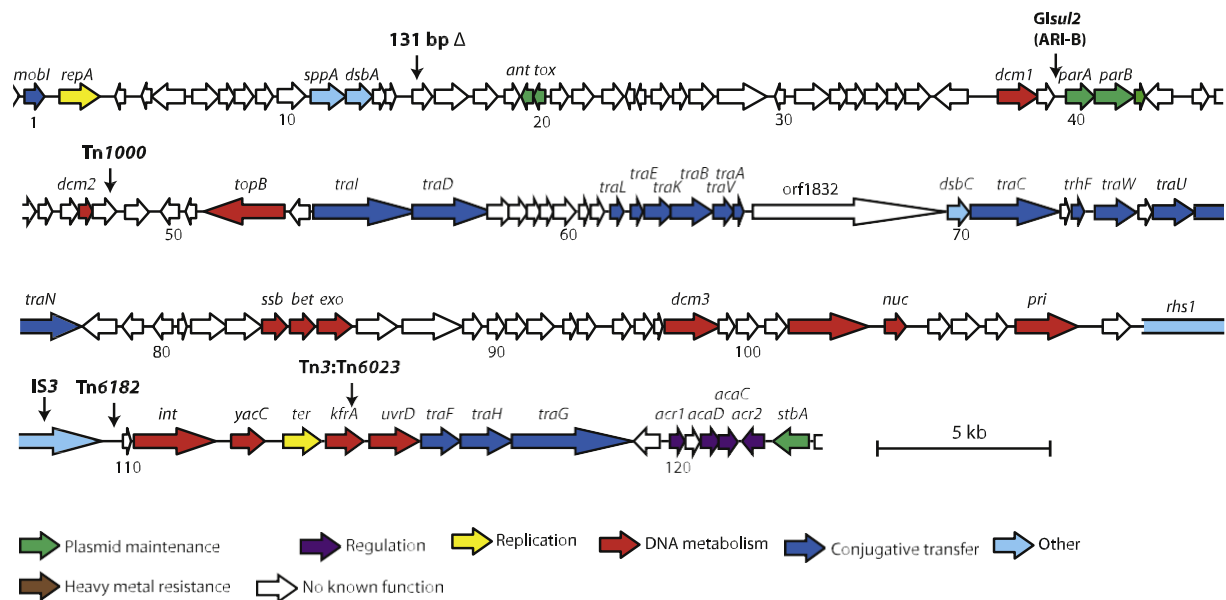 131 bp Δ
GIsul2
(ARI-B)
mobI repA sppA dsbA ant tox dcm1 parA parB
1 10 20 30 40
Tn1000
traE traB traA
dcm2 topB traI traD traL traK traV orf1832 dsbC traC trhF traW traU
50 60 70
traN ssb bet exo dcm3 nuc pri rhs1
80 90 100
Tn3:Tn6023
IS3 Tn6182
acaC
int yacC ter kfrA uvrD traF traH traG acr1 acaD acr2 stbA
5 kb
110 120
Plasmid maintenance Regulation Replication DNA metabolism Conjugative transfer Other
Heavy metal resistance No known function